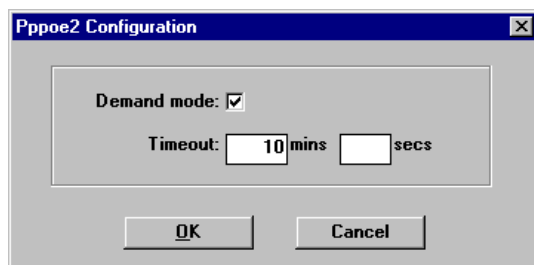 Pppoe2 Configuration
Demand mode:
Timeout: 10 mins secs
OK Cancel